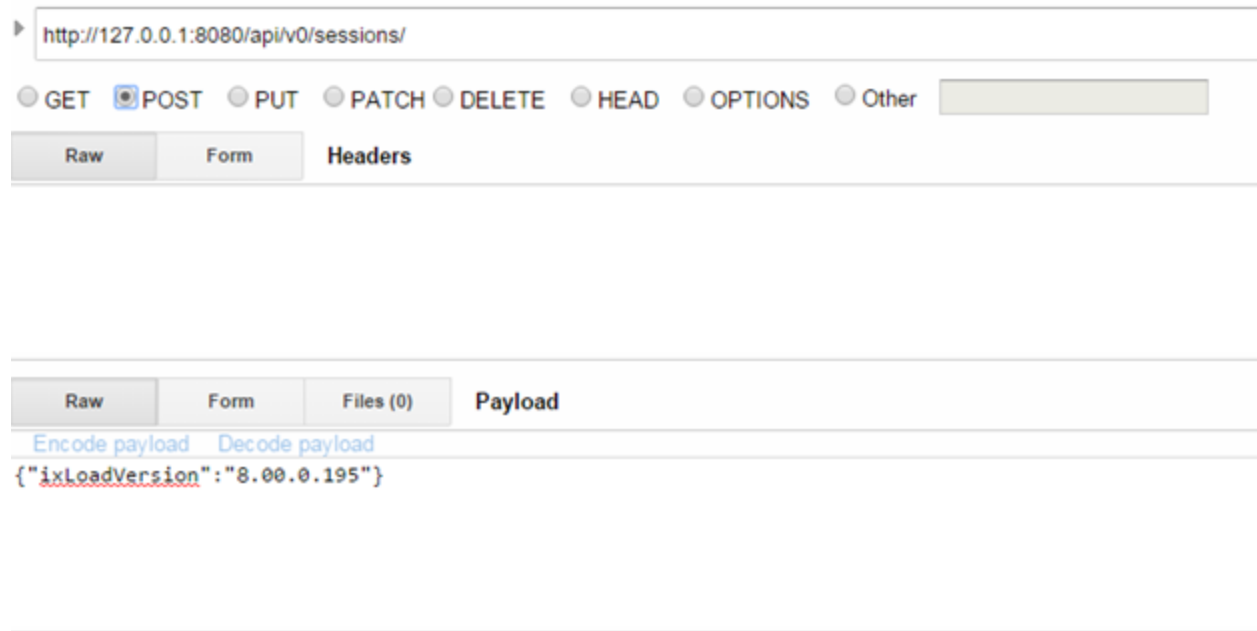 http://127.0.0.1:8080/api/v0/sessions/
GET POST PUT PATCH DELETE HEAD OPTIONS Other
Raw Form Headers
Raw Form Files (0) Payload
Encode payload Decode payload
{"ixLoadVersion":"8.00.0.195"}